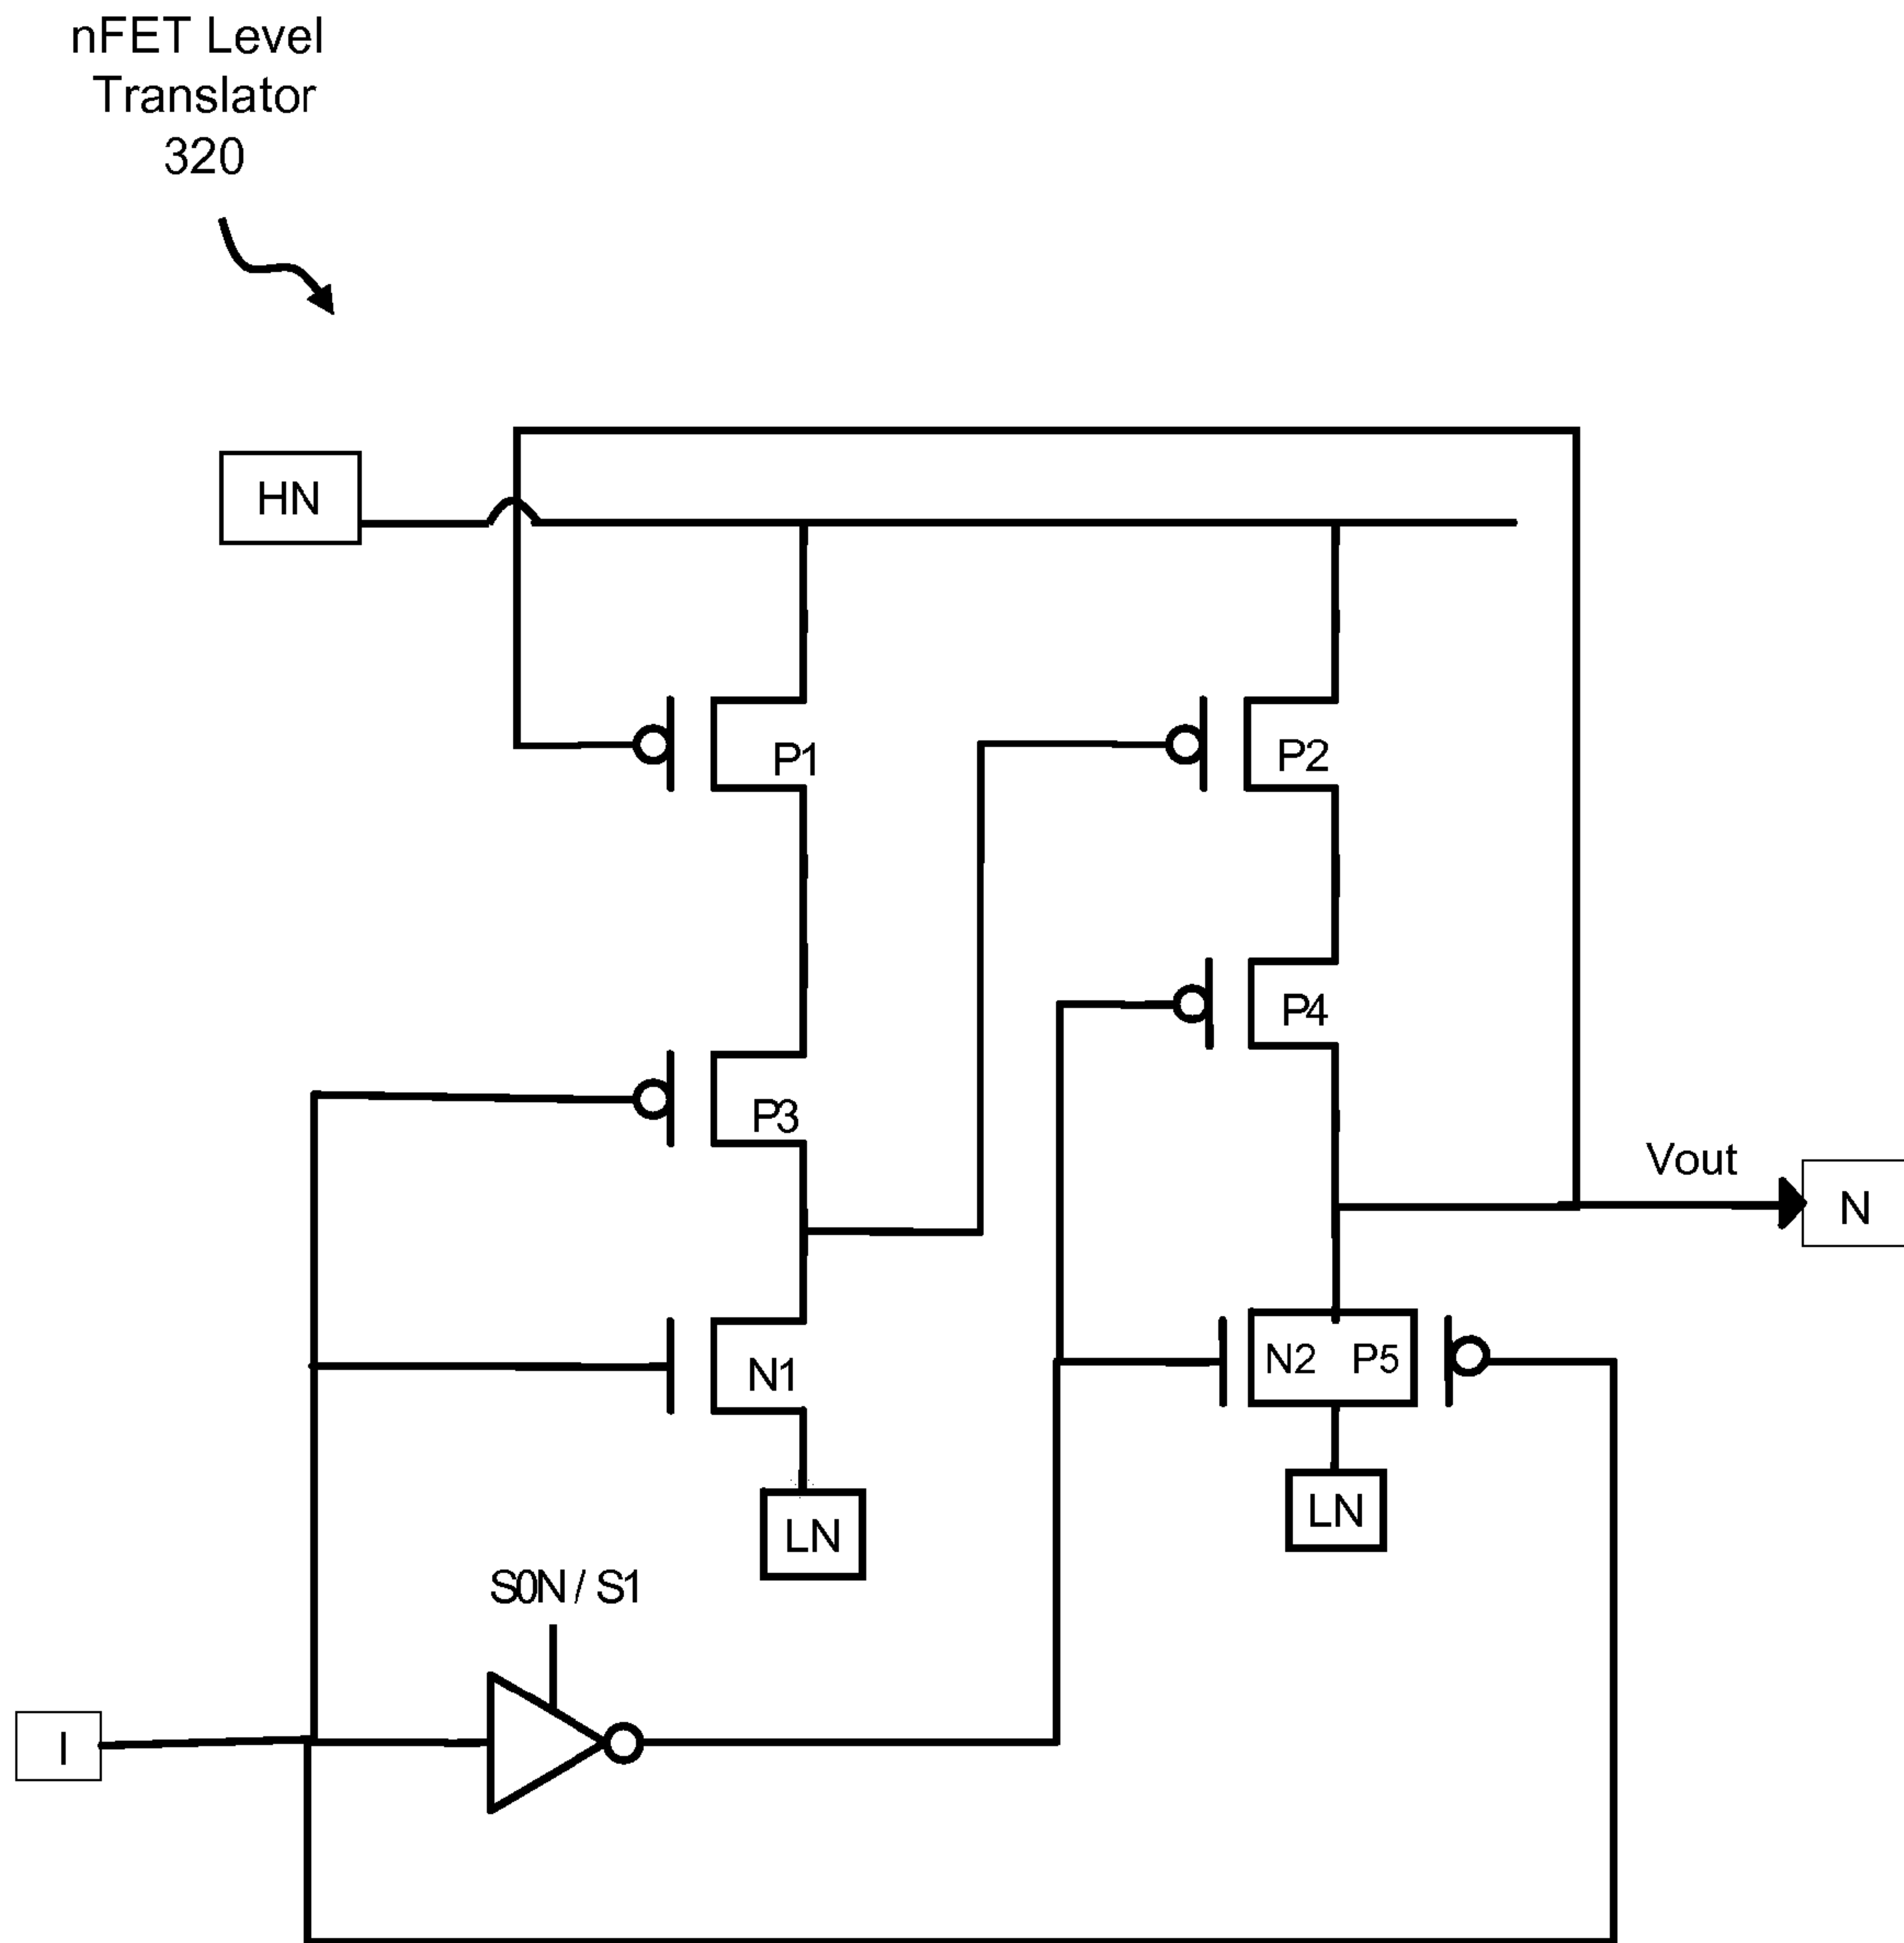 nFET Level
Translator
320
HN
P1
P2
P4
P3
Vout
N
N1
N2
P5
LN
LN
S0N / S1
I